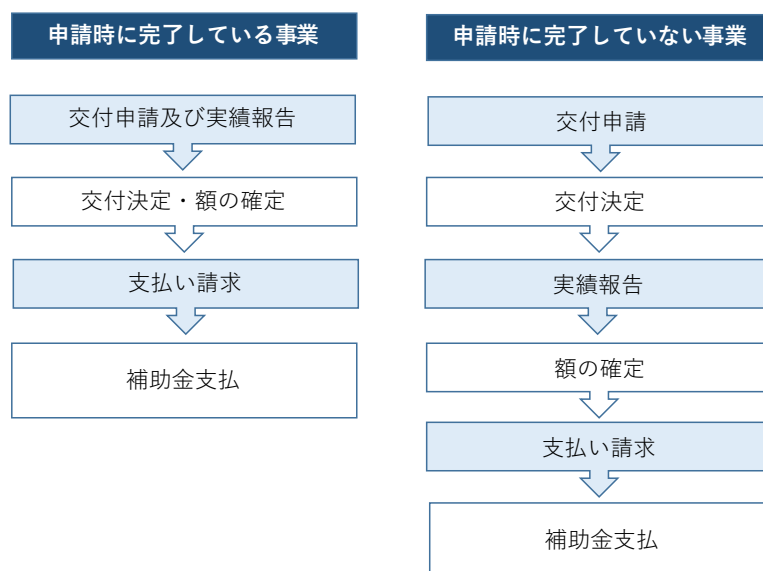 申請時に完了している事業
交付申請及び実績報告
交付決定・額の確定
支払い請求
補助金支払
申請時に完了していない事業
交付申請
交付決定
実績報告
額の確定
支払い請求
補助金支払